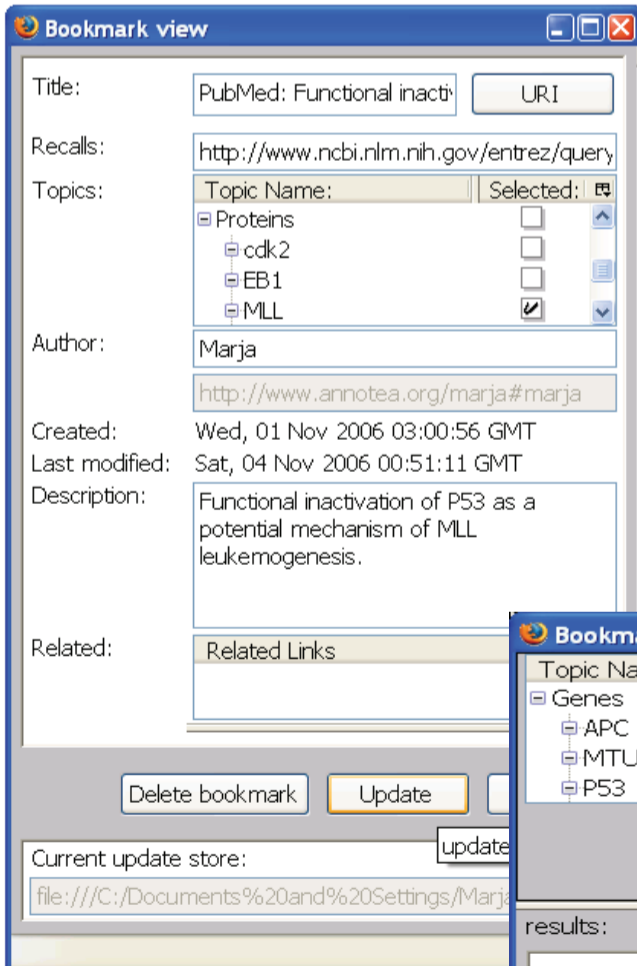 Bookmark view
Title: PubMed: Functional inacti URI
Recalls: http://www.ncbi.nlm.nih.gov/entrez/query
Topics: Topic Name: Selected:
Proteins
cdk2
EB1
MLL
Author: Marja
http://www.annotea.org/marja#marja
Created: Wed, 01 Nov 2006 03:00:56 GMT
Last modified: Sat, 04 Nov 2006 00:51:11 GMT
Description: Functional inactivation of P53 as a
potential mechanism of MLL
leukemogenesis.
Related: Related Links
Delete bookmark Update
update
Current update store:
file:///C:/Documents%20and%20Settings/Marja
Bookma
Topic Na
Genes
APC
MTU
P53
results: